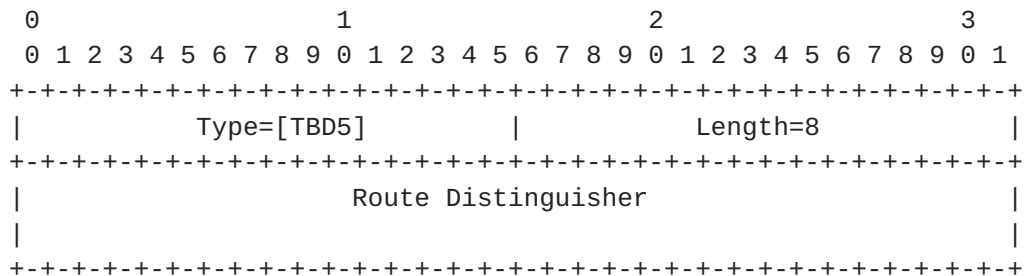 0                   1                   2                   3
0 1 2 3 4 5 6 7 8 9 0 1 2 3 4 5 6 7 8 9 0 1 2 3 4 5 6 7 8 9 0 1
+-+-+-+-+-+-+-+-+-+-+-+-+-+-+-+-+-+-+-+-+-+-+-+-+-+-+-+-+-+-+-+-+
|           Type=[TBD5]         |           Length=8            |
+-+-+-+-+-+-+-+-+-+-+-+-+-+-+-+-+-+-+-+-+-+-+-+-+-+-+-+-+-+-+-+-+
|                     Route Distinguisher                       |
|                                                               |
+-+-+-+-+-+-+-+-+-+-+-+-+-+-+-+-+-+-+-+-+-+-+-+-+-+-+-+-+-+-+-+-+